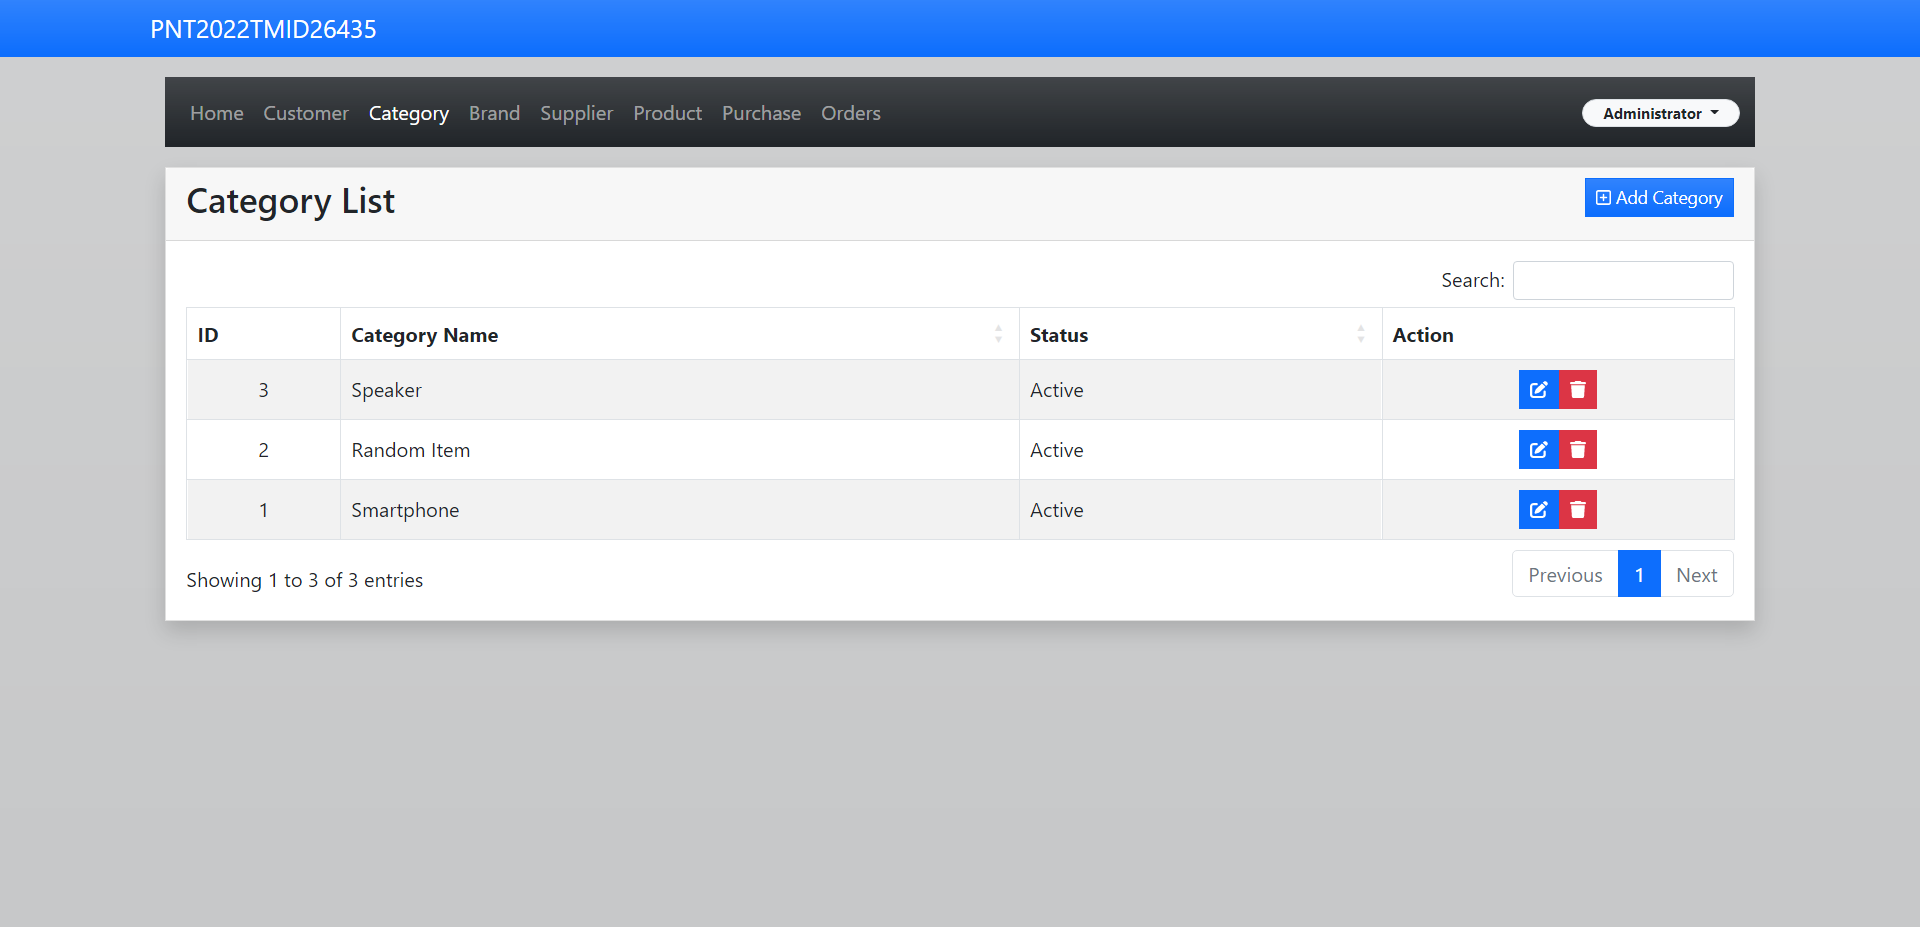 PNT2022TMID26435
Home Customer Category Brand Supplier Product Purchase Orders Administrator
Category List Add Category
Search:
ID Category Name Status Action
3 Speaker Active
2 Random Item Active
1 Smartphone Active
Showing 1 to 3 of 3 entries Previous 1 Next